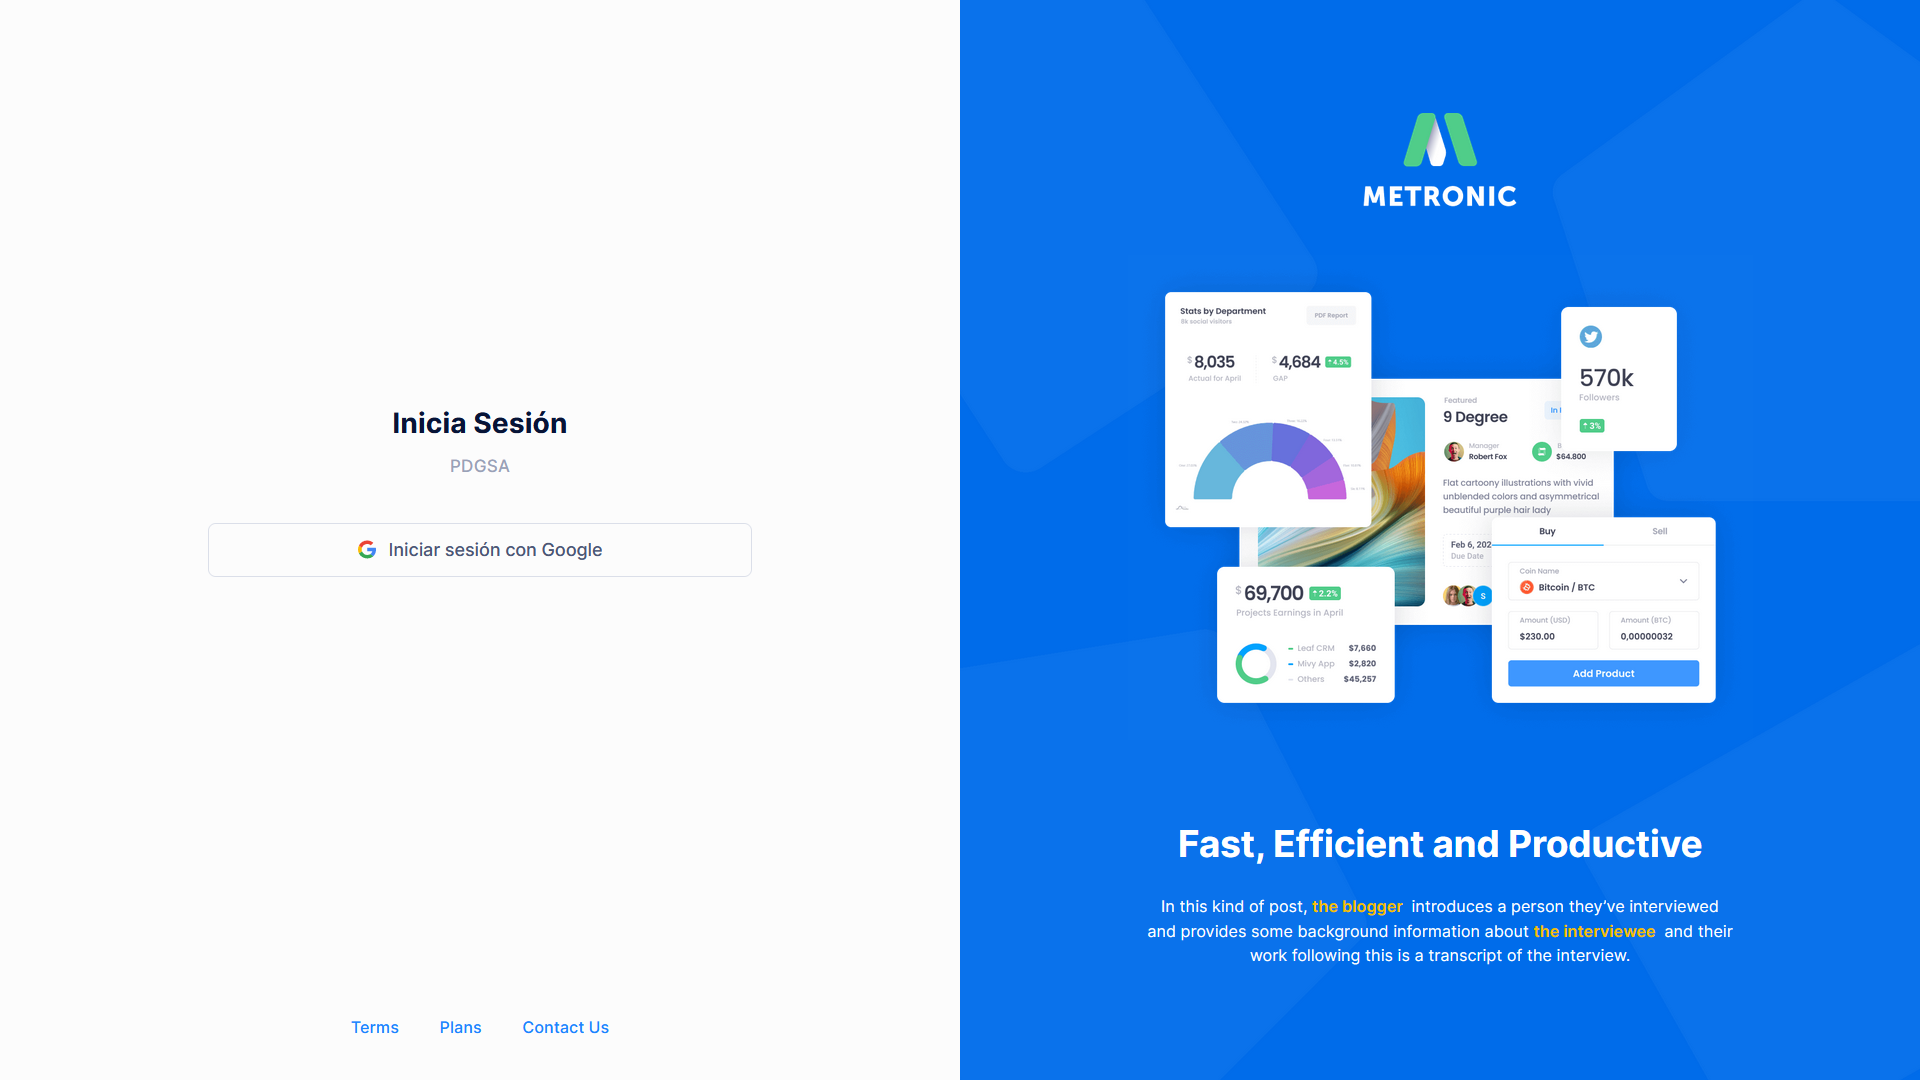 Inicia Sesión
PDGSA
Iniciar sesión con Google
Terms
Plans
Contact Us
METRONIC
Stats by Department
8k social visitors
PDF Report
$8,035
Actual for April
$4,684
4.5%
GAP
570k
Followers
3%
Featured
9 Degree
Manager
Robert Fox
$64.800
Flat cartoony illustrations with vivid
unblended colors and asymmetrical
beautiful purple hair lady
Feb 6, 202
Due Date
S
$69,700
2.2%
Projects Earnings in April
Leaf CRM $7,660
Mivy App $2,820
Others $45,257
Buy
Sell
Coin Name
Bitcoin / BTC
Amount (USD)
$230.00
Amount (BTC)
0,00000032
Add Product
Fast, Efficient and Productive
In this kind of post, the blogger introduces a person they’ve interviewed
and provides some background information about the interviewee and their
work following this is a transcript of the interview.